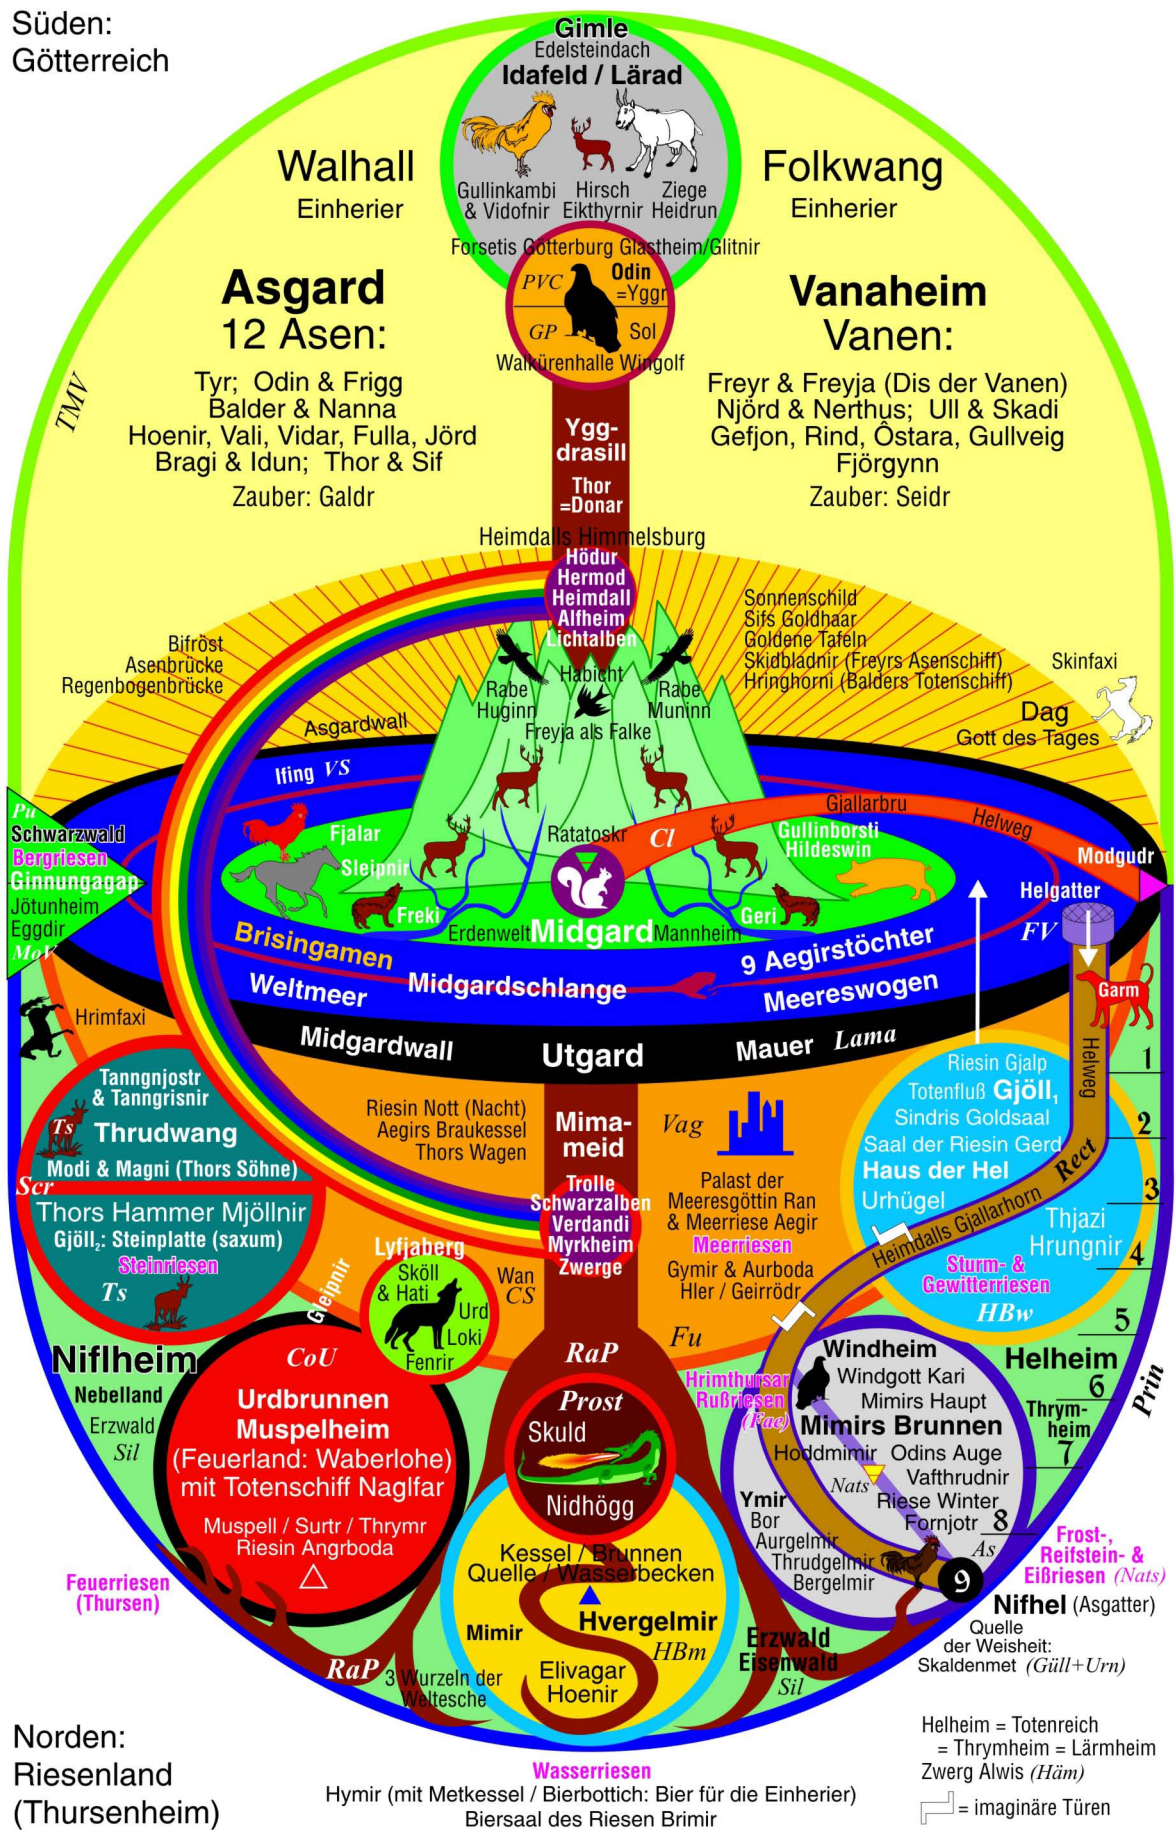 Süden:
Götterreich
Gimle
Edelsteindach
Idafeld / Lärad
Gullinkambi
& Vidofnir
Hirsch
Eikthyrnir
Ziege
Heidrun
Forsetis Götterburg Glastheim/Glitnir
Walhall
Einherier
Folkwang
Einherier
PVC
Odin
=Yggr
GP
Sol
Walkürenhalle Wingolf
Asgard
12 Asen:
Tyr; Odin & Frigg
Balder & Nanna
Hoenir, Vali, Vidar, Fulla, Jörd
Bragi & Idun; Thor & Sif
Zauber: Galdr
Vanaheim
Vanen:
Freyr & Freyja (Dis der Vanen)
Njörd & Nerthus; Ull & Skadi
Gefjon, Rind, Ôstara, Gullveig
Fjörgynn
Zauber: Seidr
TMV
Ygg-
drasill
Thor
=Donar
Heimdalls Himmelsburg
Hödur
Hermod
Heimdall
Alfheim
Lichtalben
Bifröst
Asenbrücke
Regenbogenbrücke
Asgardwall
Sonnenschild
Sifs Goldhaar
Goldene Tafeln
Skidbladnir (Freyrs Asenschiff)
Hringhorni (Balders Totenschiff)
Skinfaxi
Dag
Gott des Tages
Habicht
Rabe
Huginn
Rabe
Muninn
Freyja als Falke
Ifing VS
Pu
Schwarzwald
Bergriesen
Ginnungagap
Jötunheim
Eggdir
MoV
Fjalar
Sleipnir
Freki
Ratatoskr
Cl
Gjallarbru
Helweg
Gullinborsti
Hildeswin
Modgudr
Helgatter
FV
Geri
Erdenwelt Midgard Mannheim
Brisingamen
Weltmeer
Midgardschlange
9 Aegirstöchter
Meereswogen
Midgardwall
Utgard
Mauer Lama
Garm
Helweg
Hrimfaxi
Tanngnjostr
& Tanngrisnir
Ts
Thrudwang
Modi & Magni (Thors Söhne)
Scr
Thors Hammer Mjöllnir
Gjöll2: Steinplatte (saxum)
Steinriesen
Ts
Riesin Nott (Nacht)
Aegirs Braukessel
Thors Wagen
Mima-
meid
Vag
Trolle
Schwarzalben
Verdandi
Myrkheim
Zwerge
Palast der
Meeresgöttin Ran
& Meerriese Aegir
Meerriesen
Gymir & Aurboda
Hler / Geirrödr
Riesin Gjalp
Totenfluß Gjöll1
Sindris Goldsaal
Saal der Riesin Gerd
Haus der Hel
Urhügel
Rect
Heimdalls Gjallarhorn
Thjazi
Hrungnir
Sturm- &
Gewitterriesen
HBw
1
2
3
4
5
6
7
8
9
Prin
Gleipnir
Lyfjaberg
Sköll
& Hati
Urd
Loki
Fenrir
Wan
CS
Fu
RaP
Niflheim
Nebelland
Erzwald
Sil
CoU
Urdbrunnen
Muspelheim
(Feuerland: Waberlohe)
mit Totenschiff Naglfar
Muspell / Surtr / Thrymr
Riesin Angrboda
Feuerriesen
(Thursen)
Prost
Skuld
Nidhögg
Hrimthursar
Rußriesen
(Fae)
Windheim
Windgott Kari
Mimirs Haupt
Mimirs Brunnen
Hoddmimir
Odins Auge
Vafthrudnir
Nats
Riese Winter
Fornjotr
Ymir
Bor
Aurgelmir
Thrudgelmir
Bergelmir
As
Helheim
Thrym-
heim
Frost-,
Reifstein- &
Eißriesen (Nats)
Nifhel (Asgatter)
Quelle
der Weisheit:
Skaldenmet (Güll+Urn)
Kessel / Brunnen
Quelle / Wasserbecken
Hvergelmir
Mimir
HBm
Elivagar
Hoenir
Erzwald
Eisenwald
Sil
RaP
3 Wurzeln der
Weltesche
Norden:
Riesenland
(Thursenheim)
Wasserriesen
Hymir (mit Metkessel / Bierbottich: Bier für die Einherier)
Biersaal des Riesen Brimir
Helheim = Totenreich
= Thrymheim = Lärmheim
Zwerg Alwis (Häm)
= imaginäre Türen